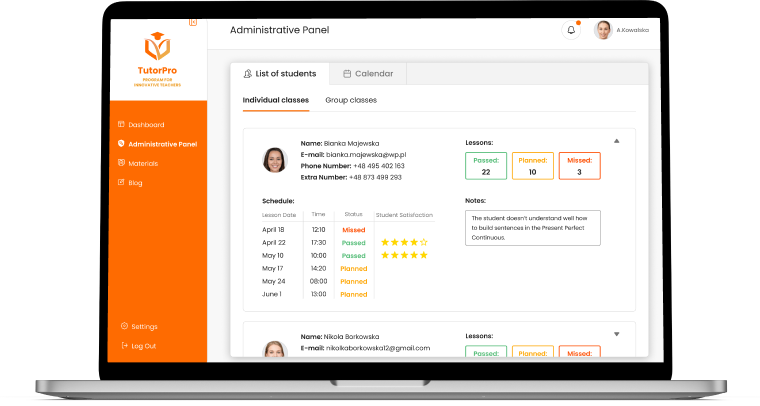 TutorPro
PROGRAM FOR
INNOVATIVE TEACHERS
Dashboard
Administrative Panel
Materials
Blog
Settings
Log Out
Administrative Panel
A.Kowalska
List of students
Calendar
Individual classes
Group classes
Name: Bianka Majewska
E-mail: bianka.majewska@wp.pl
Phone Number: +48 495 402 163
Extra Number: +48 873 499 293
Lessons:
Passed: Planned: Missed:
22 10 3
Schedule:
Lesson Date Time Status Student Satisfaction
April 18 12:10 Missed
April 22 17:30 Passed
May 10 10:00 Passed
May 17 14:20 Planned
May 24 08:00 Planned
June 1 13:00 Planned
Notes:
The student doesn't understand well how
to build sentences in the Present Perfect
Continuous.
Name: Nikola Borkowska
E-mail: nikolkaborkowska12@gmail.com
Lessons:
Passed: Planned: Missed: